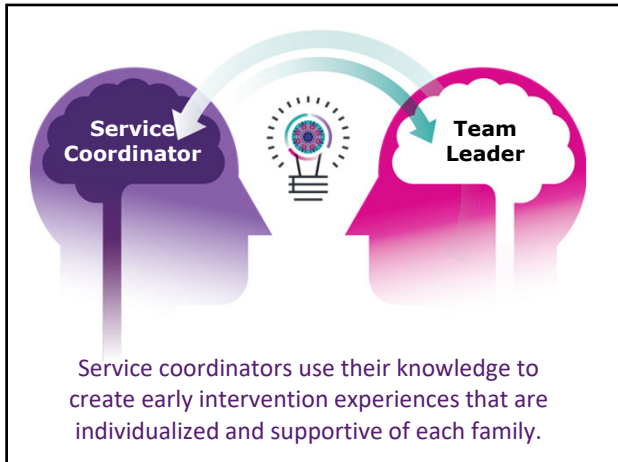 Service
Coordinator
Team
Leader
Service coordinators use their knowledge to
create early intervention experiences that are
individualized and supportive of each family.